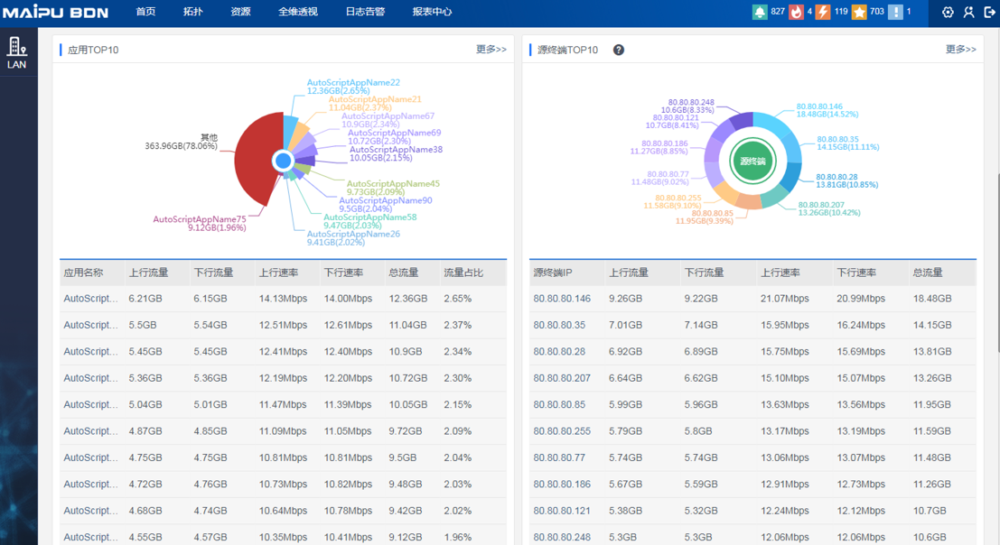 MAIPU BDN 首页 拓扑 资源 全维透视 日志告警 报表中心 827 4 119 703 1
LAN
应用TOP10 更多>>
AutoScriptAppName22
12.36GB(2.65%)
AutoScriptAppName21
11.04GB(2.37%)
AutoScriptAppName67
10.9GB(2.34%)
AutoScriptAppName69
10.72GB(2.30%)
AutoScriptAppName38
10.05GB(2.15%)
AutoScriptAppName45
9.73GB(2.09%)
AutoScriptAppName90
9.5GB(2.04%)
AutoScriptAppName58
9.47GB(2.03%)
AutoScriptAppName26
9.41GB(2.02%)
AutoScriptAppName75
9.12GB(1.96%)
其他
363.96GB(78.06%)
应用名称 上行流量 下行流量 上行速率 下行速率 总流量 流量占比
AutoScript... 6.21GB 6.15GB 14.13Mbps 14.00Mbps 12.36GB 2.65%
AutoScript... 5.5GB 5.54GB 12.51Mbps 12.61Mbps 11.04GB 2.37%
AutoScript... 5.45GB 5.45GB 12.41Mbps 12.40Mbps 10.9GB 2.34%
AutoScript... 5.36GB 5.36GB 12.19Mbps 12.20Mbps 10.72GB 2.30%
AutoScript... 5.04GB 5.01GB 11.47Mbps 11.39Mbps 10.05GB 2.15%
AutoScript... 4.87GB 4.85GB 11.09Mbps 11.05Mbps 9.72GB 2.09%
AutoScript... 4.75GB 4.75GB 10.81Mbps 10.81Mbps 9.5GB 2.04%
AutoScript... 4.72GB 4.76GB 10.73Mbps 10.82Mbps 9.48GB 2.03%
AutoScript... 4.68GB 4.74GB 10.64Mbps 10.78Mbps 9.42GB 2.02%
AutoScript... 4.55GB 4.57GB 10.35Mbps 10.41Mbps 9.12GB 1.96%
源终端TOP10 ? 更多>>
80.80.80.146
18.48GB(14.52%)
80.80.80.35
14.15GB(11.11%)
80.80.80.28
13.81GB(10.85%)
80.80.80.207
13.26GB(10.42%)
80.80.80.85
11.95GB(9.39%)
80.80.80.255
11.58GB(9.10%)
80.80.80.77
11.48GB(9.02%)
80.80.80.186
11.27GB(8.85%)
80.80.80.121
10.7GB(8.41%)
80.80.80.248
10.6GB(8.33%)
源终端
源终端IP 上行流量 下行流量 上行速率 下行速率 总流量
80.80.80.146 9.26GB 9.22GB 21.07Mbps 20.99Mbps 18.48GB
80.80.80.35 7.01GB 7.14GB 15.95Mbps 16.24Mbps 14.15GB
80.80.80.28 6.92GB 6.89GB 15.75Mbps 15.69Mbps 13.81GB
80.80.80.207 6.64GB 6.62GB 15.10Mbps 15.07Mbps 13.26GB
80.80.80.85 5.99GB 5.96GB 13.63Mbps 13.56Mbps 11.95GB
80.80.80.255 5.79GB 5.8GB 13.17Mbps 13.19Mbps 11.59GB
80.80.80.77 5.74GB 5.74GB 13.06Mbps 13.07Mbps 11.48GB
80.80.80.186 5.67GB 5.59GB 12.91Mbps 12.73Mbps 11.26GB
80.80.80.121 5.38GB 5.32GB 12.24Mbps 12.12Mbps 10.7GB
80.80.80.248 5.3GB 5.3GB 12.06Mbps 12.06Mbps 10.6GB